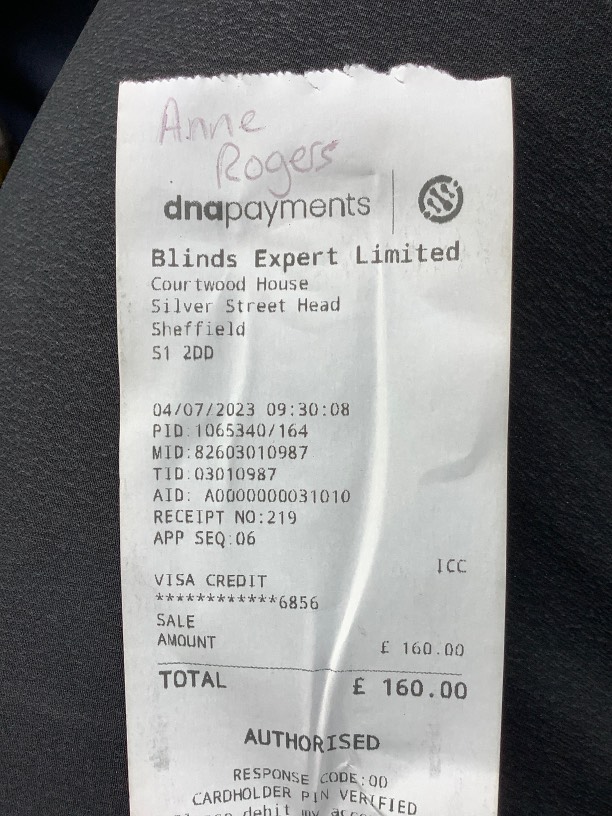 Anne
Rogers
dnapayments
Blinds Expert Limited
Courtwood House
Silver Street Head
Sheffield
S1 2DD
04/07/2023 09:30:08
PID:1065340/164
MID:82603010987
TID:03010987
AID: A0000000031010
RECEIPT NO:219
APP SEQ:06
ICC
VISA CREDIT
************6856
SALE
AMOUNT £ 160.00
TOTAL £ 160.00
AUTHORISED
RESPONSE CODE:00
CARDHOLDER PIN VERIFIED
debit my